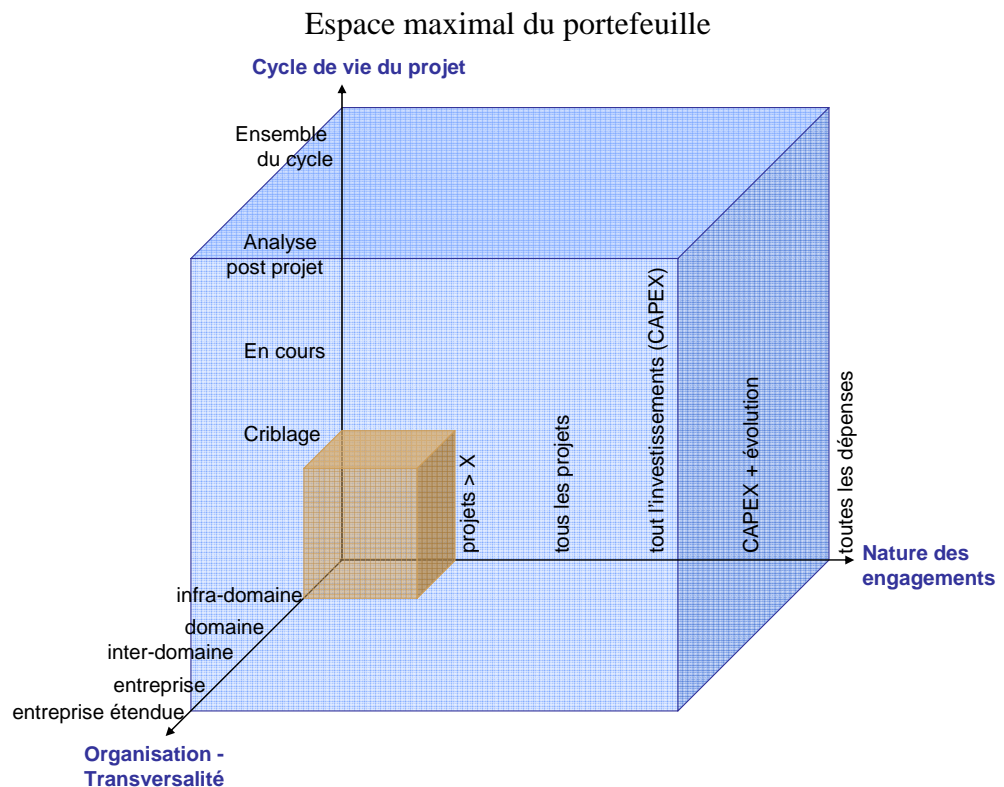 Espace maximal du portefeuille
Cycle de vie du projet
Ensemble
du cycle
Analyse
post projet
En cours
Criblage
projets > X
tous les projets
tout l'investissements (CAPEX)
CAPEX + évolution
toutes les dépenses
Nature des
engagements
infra-domaine
domaine
inter-domaine
entreprise
entreprise étendue
Organisation -
Transversalité